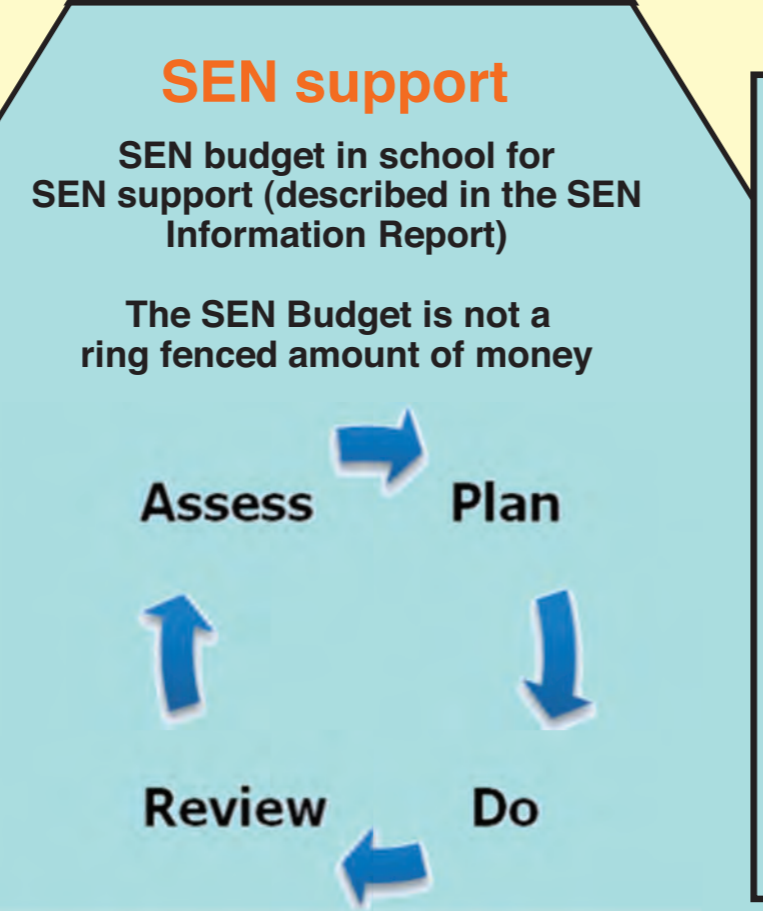 SEN support
SEN budget in school for
SEN support (described in the SEN
Information Report)
The SEN Budget is not a
ring fenced amount of money
Assess
Plan
Review
Do